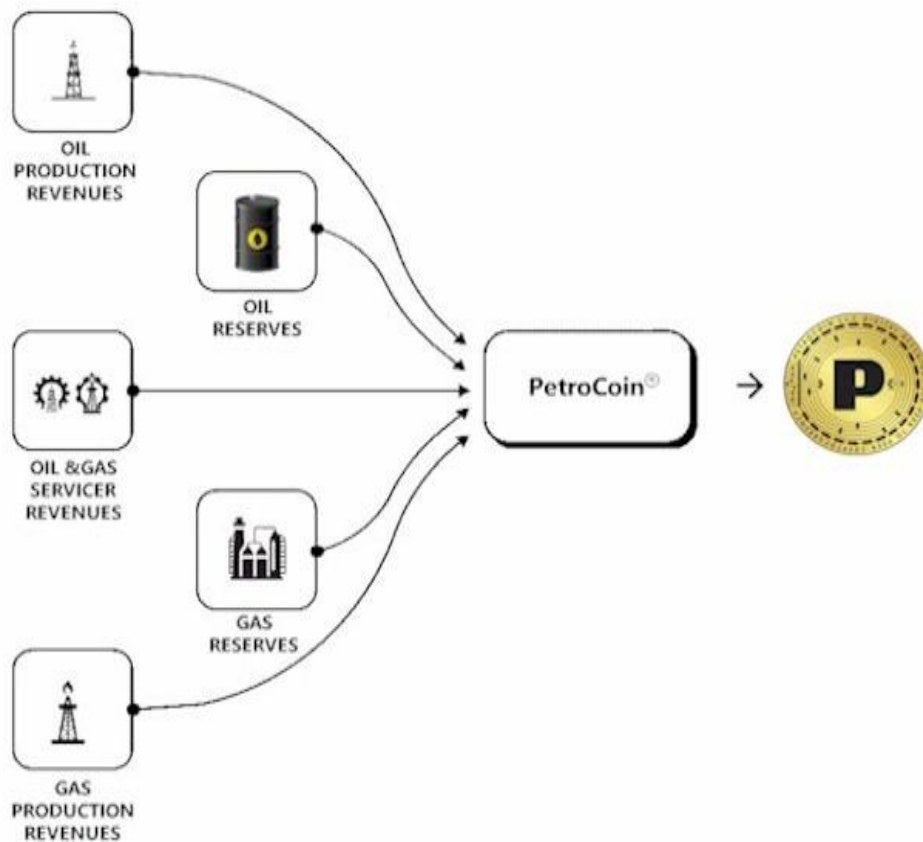 OIL
PRODUCTION
REVENUES
OIL
RESERVES
OIL &GAS
SERVICER
REVENUES
PetroCoin®
P
GAS
RESERVES
GAS
PRODUCTION
REVENUES